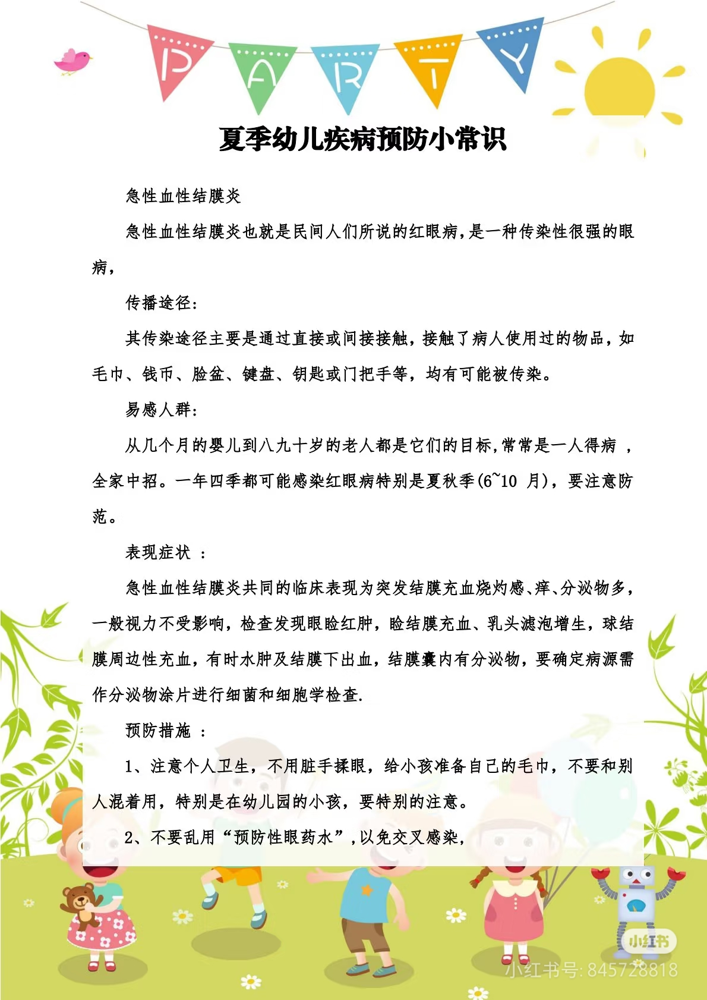 PARTY
夏季幼儿疾病预防小常识
急性血性结膜炎
急性血性结膜炎也就是民间人们所说的红眼病,是一种传染性很强的眼
病，
传播途径：
其传染途径主要是通过直接或间接接触，接触了病人使用过的物品，如
毛巾、钱币、脸盆、键盘、钥匙或门把手等，均有可能被传染。
易感人群：
从几个月的婴儿到八九十岁的老人都是它们的目标,常常是一人得病 ，
全家中招。一年四季都可能感染红眼病特别是夏秋季(6~10 月)，要注意防
范。
表现症状 ：
急性血性结膜炎共同的临床表现为突发结膜充血烧灼感、痒、分泌物多，
一般视力不受影响，检查发现眼睑红肿，睑结膜充血、乳头滤泡增生，球结
膜周边性充血，有时水肿及结膜下出血，结膜囊内有分泌物，要确定病源需
作分泌物涂片进行细菌和细胞学检查.
预防措施 ：
1、注意个人卫生，不用脏手揉眼，给小孩准备自己的毛巾，不要和别
人混着用，特别是在幼儿园的小孩，要特别的注意。
2、不要乱用“预防性眼药水”,以免交叉感染，
小红书
小红书号: 845728818